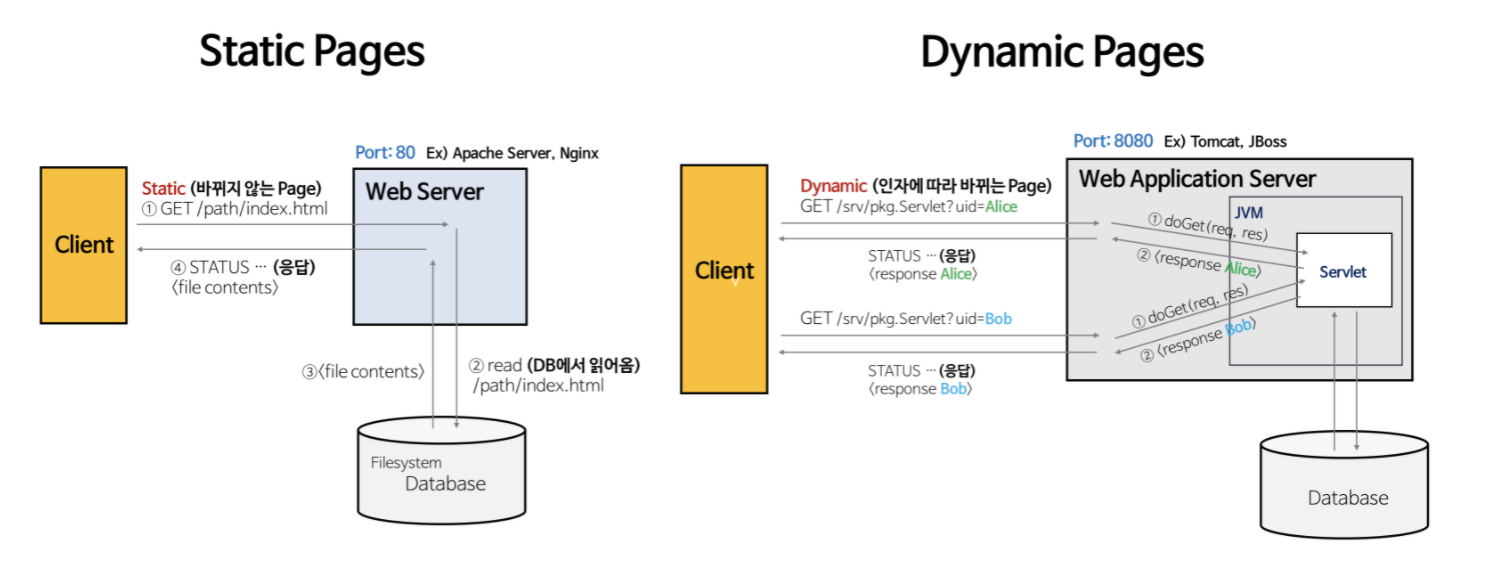 Static Pages
Port: 80 Ex) Apache Server, Nginx
Client
Static (바뀌지 않는 Page)
① GET /path/index.html
Web Server
④ STATUS ··· (응답)
〈file contents〉
③〈file contents〉
② read (DB에서 읽어옴)
/path/index.html
Filesystem
Database
Dynamic Pages
Port: 8080 Ex) Tomcat, JBoss
Client
Dynamic (인자에 따라 바뀌는 Page)
GET /srv/pkg.Servlet?uid=Alice
STATUS ··· (응답)
〈response Alice〉
GET /srv/pkg.Servlet?uid=Bob
STATUS ··· (응답)
〈response Bob〉
Web Application Server
JVM
① doGet(req, res)
② 〈response Alice〉
Servlet
① doGet(req, res)
② 〈response Bob〉
Database